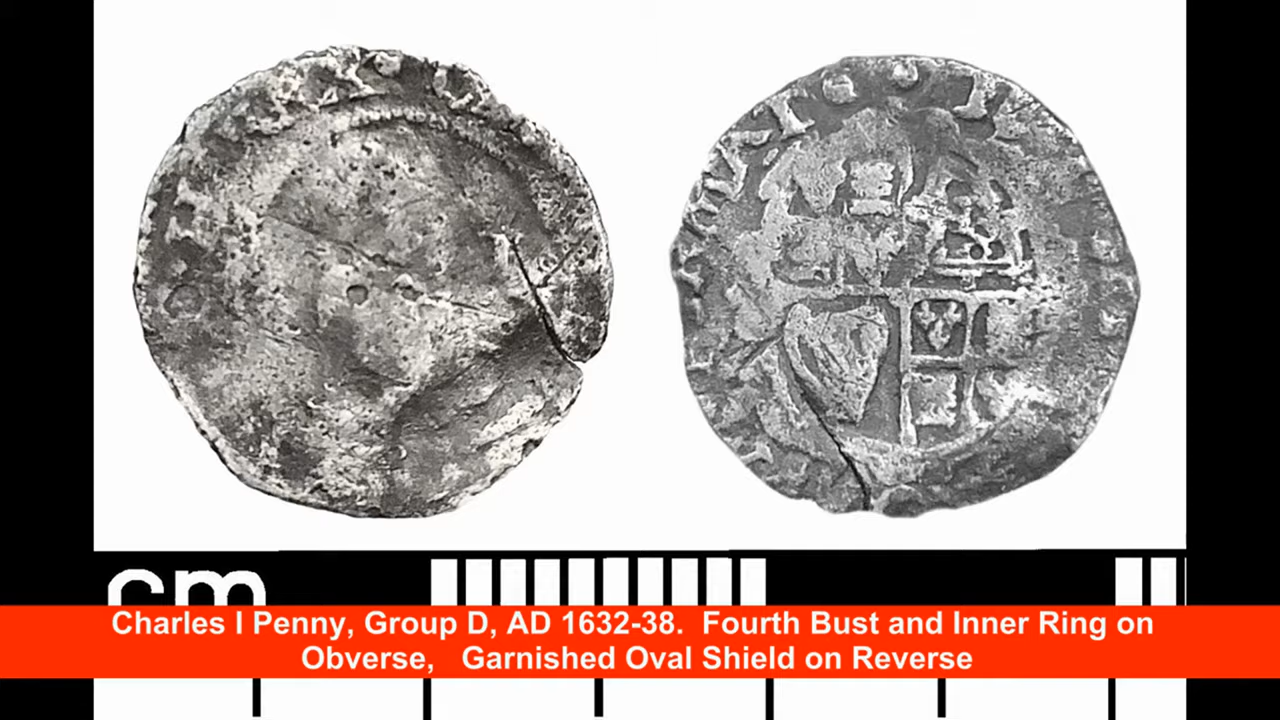 cm
Charles I Penny, Group D, AD 1632-38. Fourth Bust and Inner Ring on
Obverse, Garnished Oval Shield on Reverse